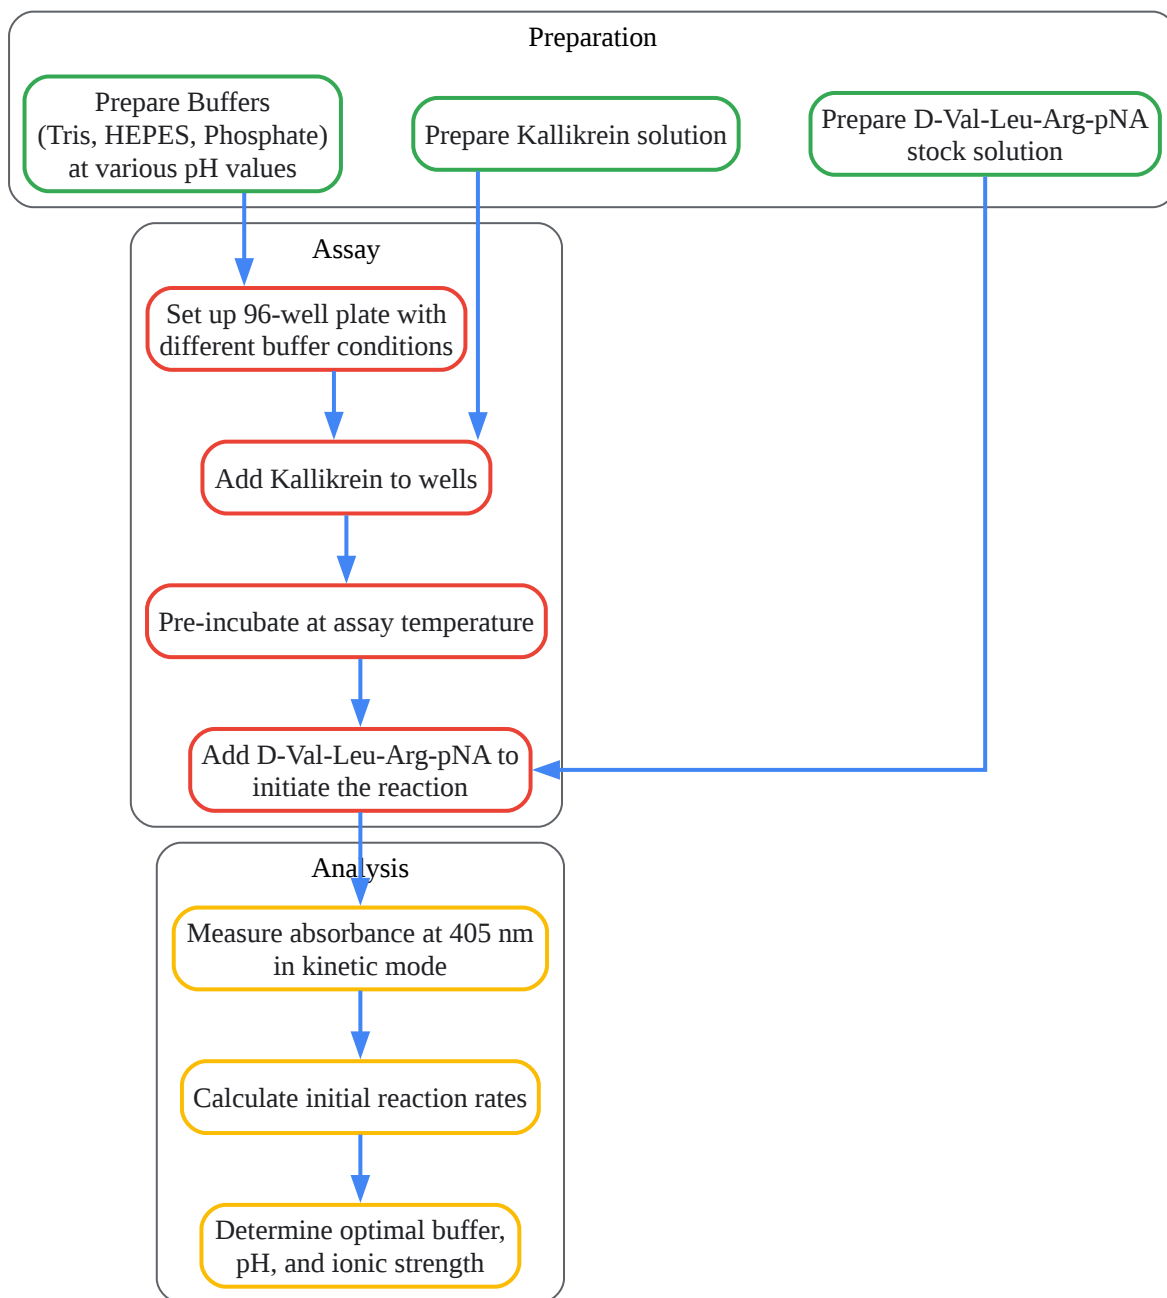 Preparation
Prepare Buffers
(Tris, HEPES, Phosphate)
at various pH values
Prepare Kallikrein solution
Prepare D-Val-Leu-Arg-pNA
stock solution
Assay
Set up 96-well plate with
different buffer conditions
Add Kallikrein to wells
Pre-incubate at assay temperature
Add D-Val-Leu-Arg-pNA to
initiate the reaction
Analysis
Measure absorbance at 405 nm
in kinetic mode
Calculate initial reaction rates
Determine optimal buffer,
pH, and ionic strength